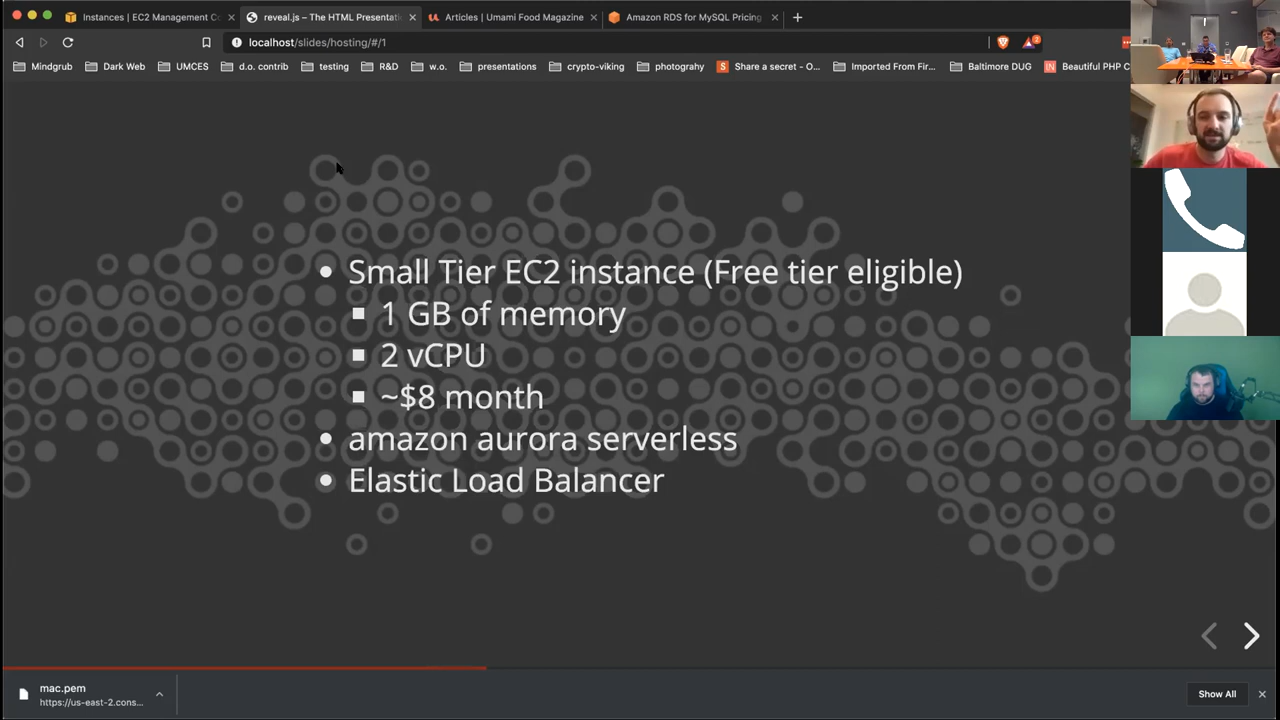 Instances | EC2 Management Co
reveal.js – The HTML Presentati
Articles | Umami Food Magazine
Amazon RDS for MySQL Pricing
localhost/slides/hosting/#/1
2
Mindgrub
Dark Web
UMCES
d.o. contrib
testing
R&D
w.o.
presentations
crypto-viking
photograhy
S
Share a secret - O...
Imported From Fir...
Baltimore DUG
IN
Beautiful PHP C
Small Tier EC2 instance (Free tier eligible)
1 GB of memory
2 vCPU
~$8 month
amazon aurora serverless
Elastic Load Balancer
mac.pem
https://us-east-2.cons...
Show All